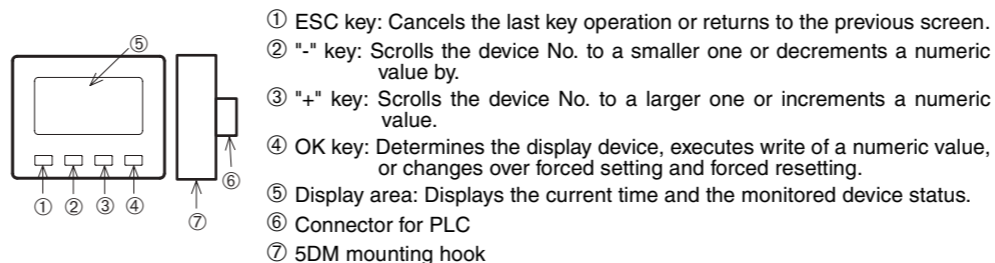 ① ESC key: Cancels the last key operation or returns to the previous screen.
② "-" key: Scrolls the device No. to a smaller one or decrements a numeric
value by.
③ "+" key: Scrolls the device No. to a larger one or increments a numeric
value.
④ OK key: Determines the display device, executes write of a numeric value,
or changes over forced setting and forced resetting.
⑤ Display area: Displays the current time and the monitored device status.
⑥ Connector for PLC
⑦ 5DM mounting hook
⑤
⑥
① ② ③ ④
⑦